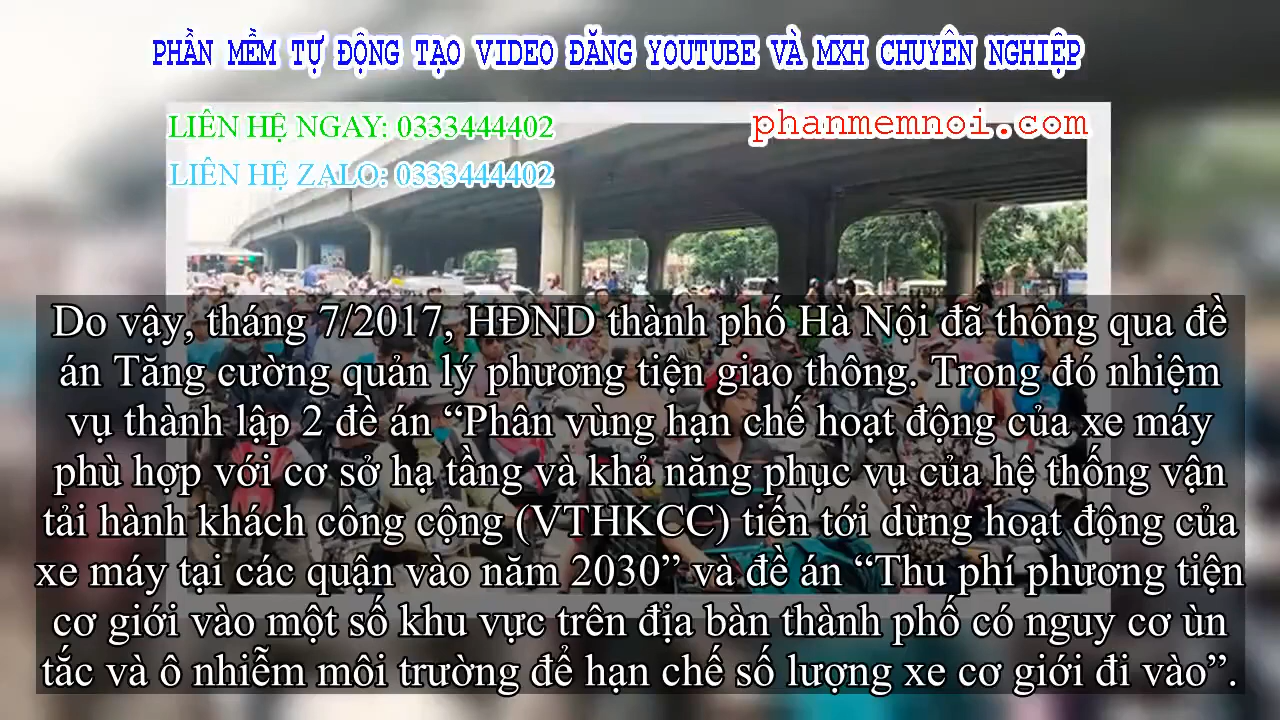 PHẦN MỀM TỰ ĐỘNG TẠO VIDEO ĐĂNG YOUTUBE VÀ MXH CHUYÊN NGHIỆP
LIÊN HỆ NGAY: 0333444402
phanmemnoi.com
LIÊN HỆ ZALO: 0333444402
Do vậy, tháng 7/2017, HĐND thành phố Hà Nội đã thông qua đề
án Tăng cường quản lý phương tiện giao thông. Trong đó nhiệm
vụ thành lập 2 đề án “Phân vùng hạn chế hoạt động của xe máy
phù hợp với cơ sở hạ tầng và khả năng phục vụ của hệ thống vận
tải hành khách công cộng (VTHKCC) tiến tới dừng hoạt động của
xe máy tại các quận vào năm 2030” và đề án “Thu phí phương tiện
cơ giới vào một số khu vực trên địa bàn thành phố có nguy cơ ùn
tắc và ô nhiễm môi trường để hạn chế số lượng xe cơ giới đi vào”.